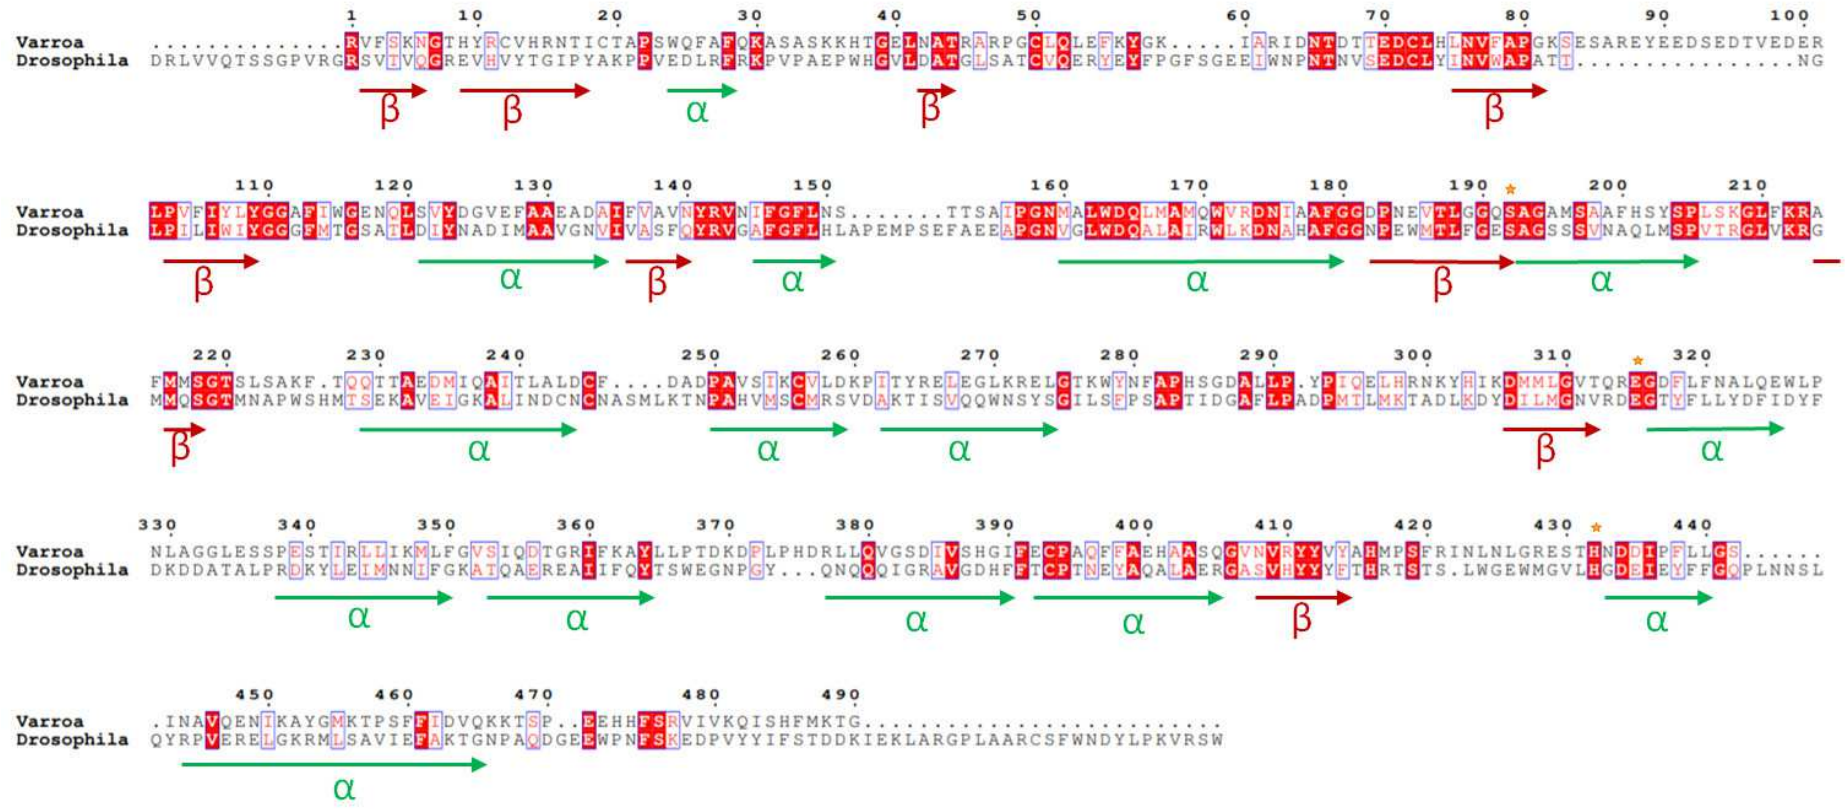 1 10 20 30 40 50 60 70 80 90 100
Varroa ..............RVFSKNGTHYRCVHRNTICTAPSWQFAFQKASASKKHTGELNATRARPGCLQLEFKYGK.....IARIDNTDTTEDCLHLNVFAPGKSESAREYEEDSEDTVEDER
Drosophila DRLVVQTSSGPVRGRSVTVQGREVHVYTGIPYAKPPVEDLRFRKPVPAEPWHGVLDATGLSATCVQERYEYFPGFSGEEIWNPNTNVSEDCLYINVWAPATT..................NG
β β α β β
110 120 130 140 150 160 170 180 190 200 210
Varroa LPVFIYLYGGAFIWGENQLSVYDGVEFAAEADAIFVAVNYRVNIFGFLNS.......TTSAIPGNMALWDQLMAMQWVRDNIAAFGGDPNEVTLGGQSAGAMSAAFHSYSPLSKGLFKRA
Drosophila LPILIWIYGGGFMTGSATLDIYNADIMAAVGNVIVASFQYRVGAFGFLHLAPEMPSEFAEEAPGNVGLWDQALAIRWLKDNAHAFGGNPEWMTLFGESAGSSSVNAQLMSPVTRGLVKRG
β α β α α β α
220 230 240 250 260 270 280 290 300 310 320
Varroa FMMSGTSLSAKF.TQQTTAEDMIQAITLALDCF....DADPAVSIKCVLDKPITYRELEGLKRELGTKWYNFAPHSGDALLP.YPIQELHRNKYHIKDMMLGVTQREGDFLFNALQEWLP
Drosophila MMQSGTMNAPWSHMTSEKAVEIGKALINDCNCNASMLKTNPAHVMSCMRSVDAKTISVQQWNSYSGILSFPSAPTIDGAFLPADPMTLMKTADLKDYDILMGNVRDEGTYFLLYDFIDYF
β α α α β α
330 340 350 360 370 380 390 400 410 420 430 440
Varroa NLAGGLESSPESTIRLLIKMLFGVSIQDTGRIFKAYLLPTDKDPLPHDRLLQVGSDIVSHGIFECPAQFFAEHAASQGVNVRYYVYAHMPSFRINLNLGRESTHNDDIPFLLGS......
Drosophila DKDDATALPRDKYLEIMNNIFGKATQAEREAIIFQYTSWEGNPGY...QNQQQIGRAVGDHFFTCPTNEYAQALAERGASVHYYYFTHRTSTS.LWGEWMGVLHGDEIEYFFGQPLNNSL
α α α α β α
450 460 470 480 490
Varroa .INAVQENIKAYGMKTPSFFIDVQKKTSP..EEHHFSRVIVKQISHFMKTG..........................
Drosophila QYRPVERELGKRMLSAVIEFAKTGNPAQDGEEWPNFSKEDPVYYIFSTDDKIEKLARGPLAARCSFWNDYLPKVRSW
α